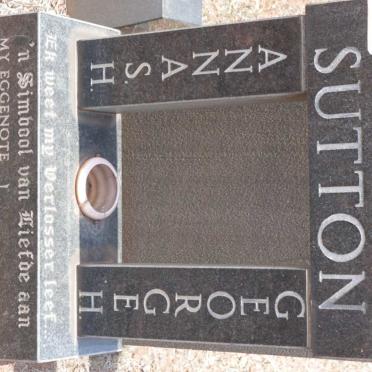 SUTTON
ANNA S. H.
GEORGE H
Ek weet my Verlosser leef...
'n Simbool van Liefde aan
MY EGGENOTE